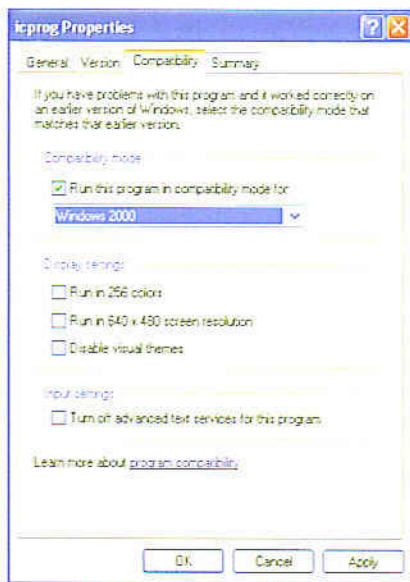 icprog Properties
General Version Compatibility Summary
If you have problems with this program and it worked correctly on
an earlier version of Windows, select the compatibility mode that
matches that earlier version.
Compatibility mode
Run this program in compatibility mode for
Windows 2000
Display settings
Run in 256 colors
Run in 640 x 480 screen resolution
Disable visual themes
Input settings
Turn off advanced text services for this program
Learn more about program compatibility
OK Cancel Apply